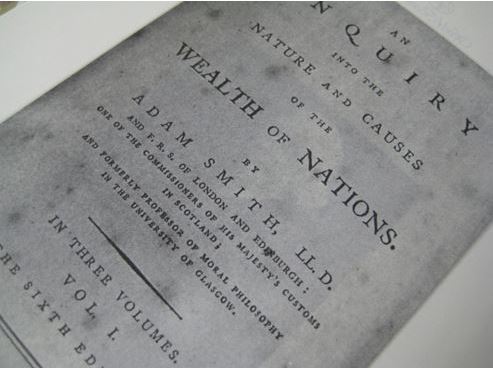 AN
NQUIRY
INTO THE
NATURE AND CAUSES
OF THE
WEALTH OF NATIONS.
BY
ADAM SMITH, LL. D.
AND F. R. S. OF LONDON AND EDINBURGH:
ONE OF THE COMMISSIONERS OF HIS MAJESTY'S CUSTOMS
IN SCOTLAND;
AND FORMERLY PROFESSOR OF MORAL PHILOSOPHY
IN THE UNIVERSITY OF GLASGOW.
IN THREE VOLUMES.
VOL. I.
HE SIXTH ED